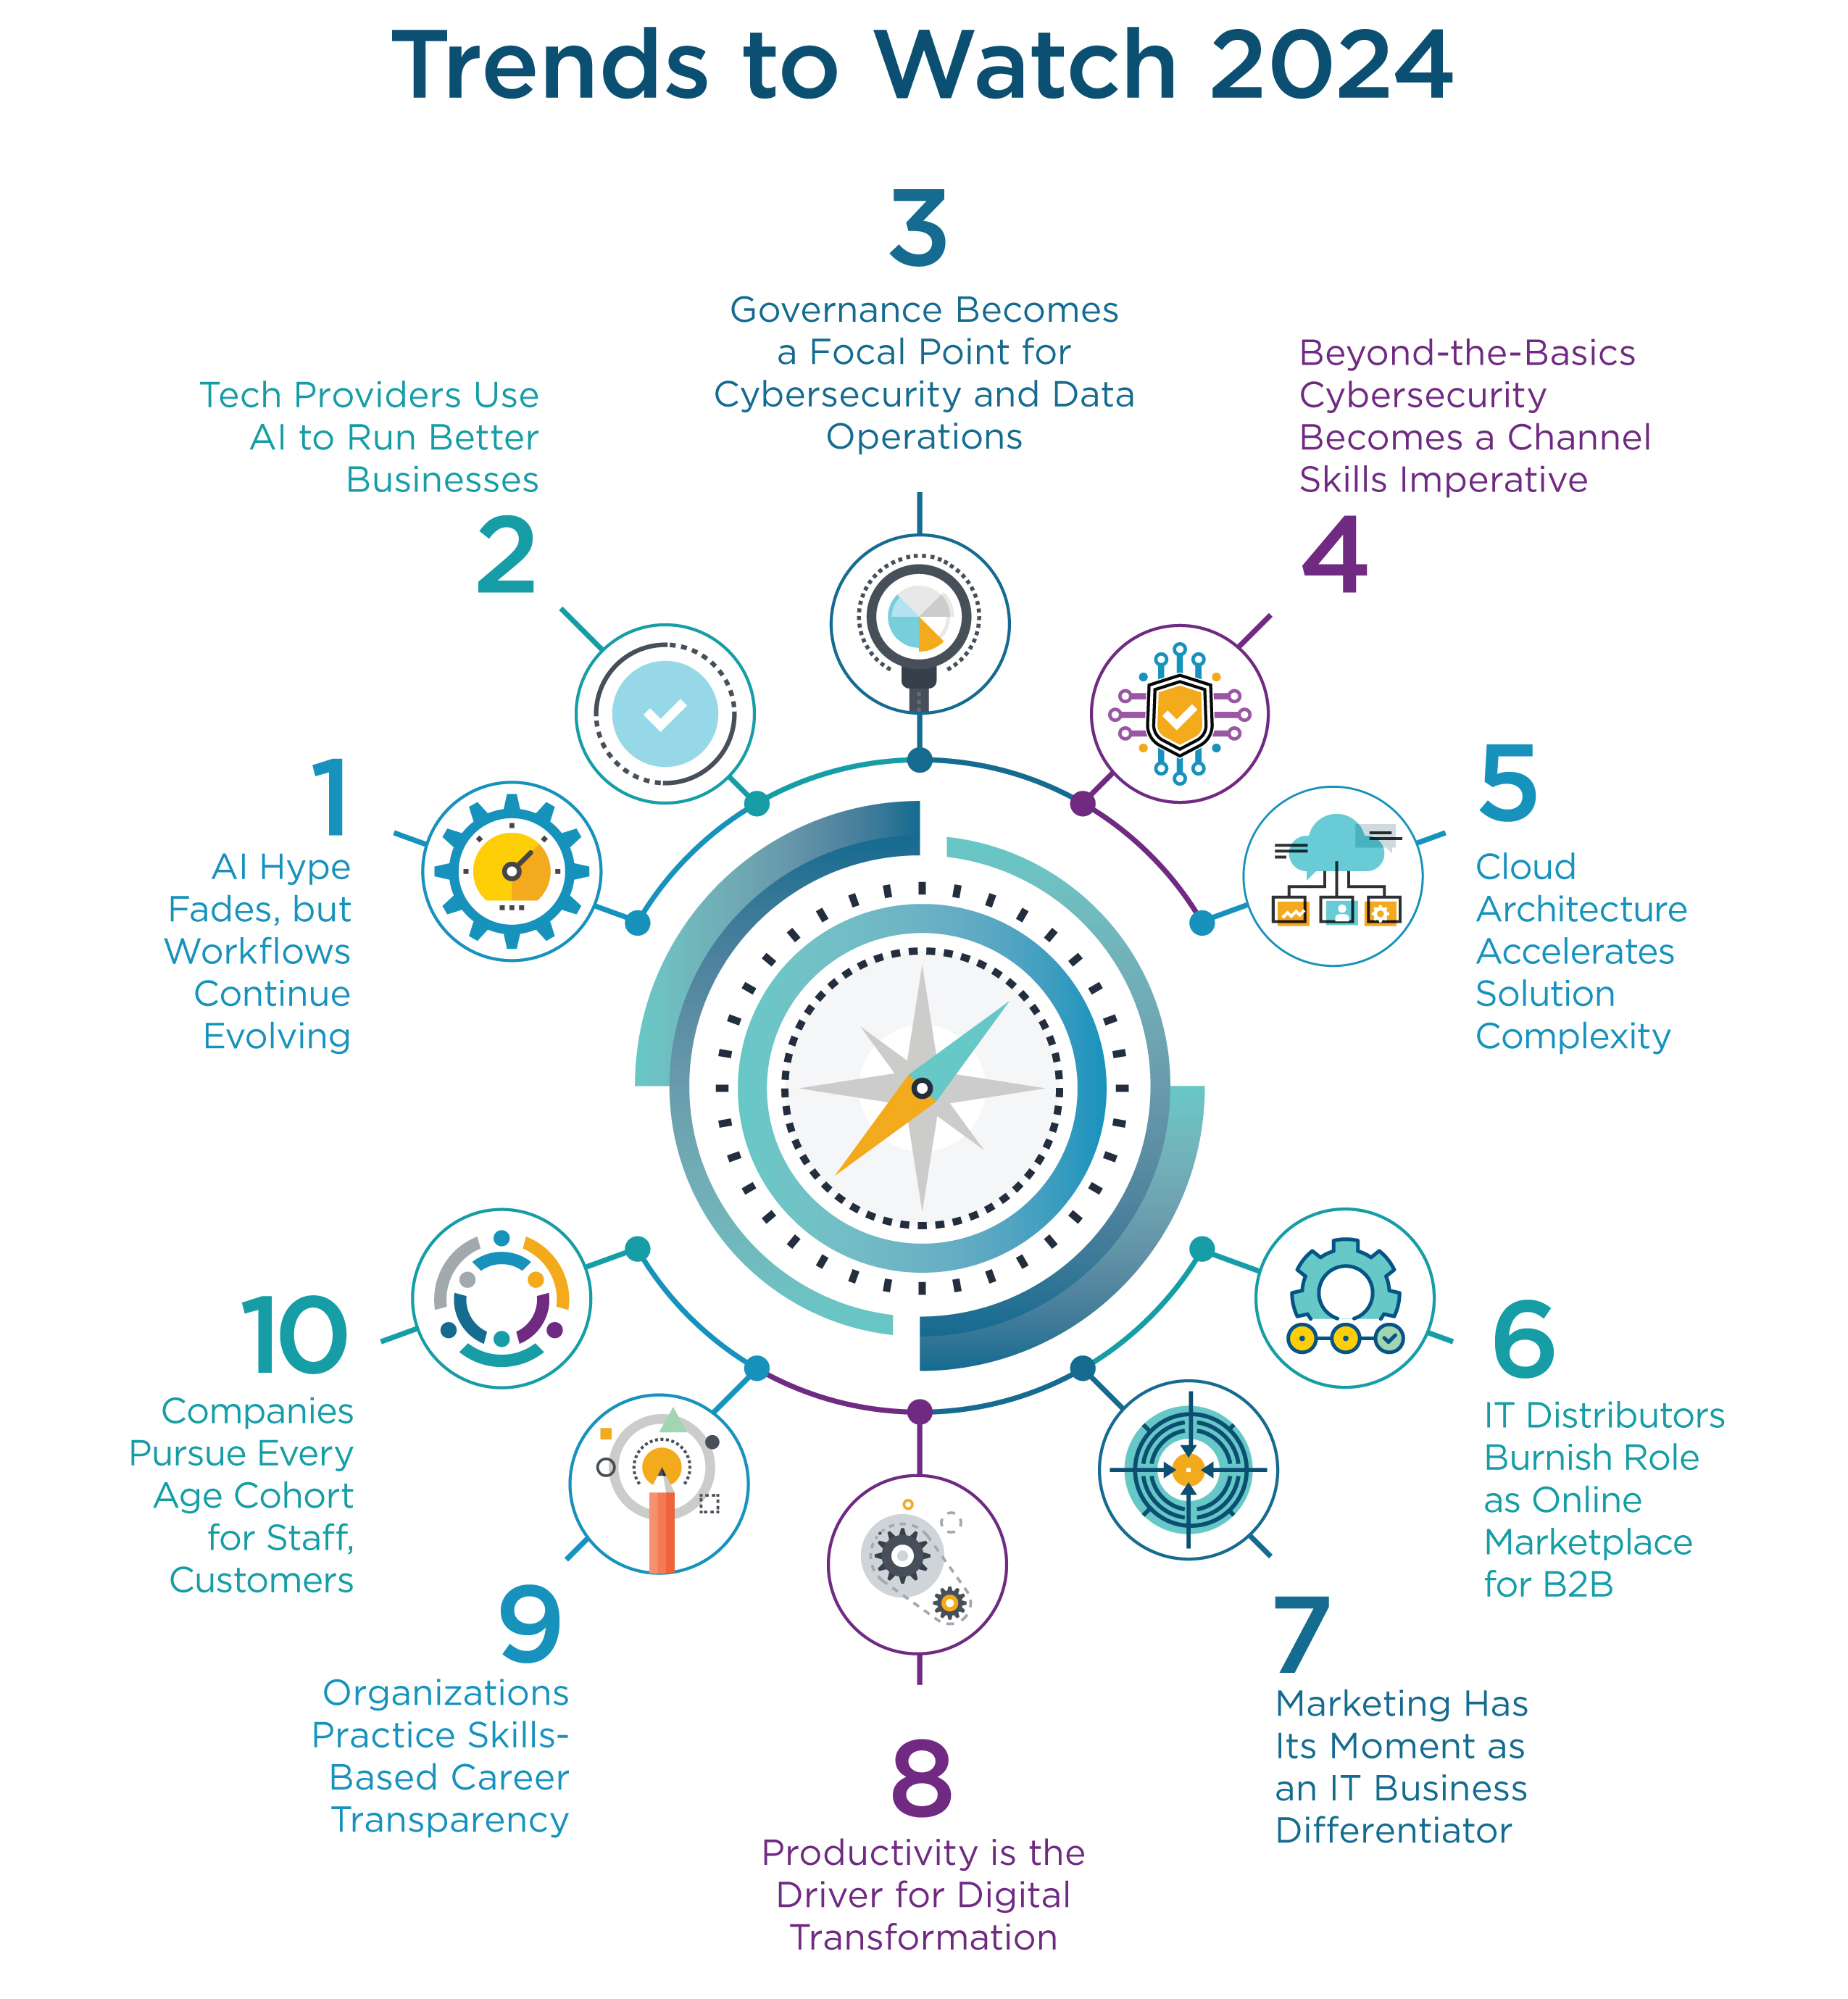 Trends to Watch 2024
1
AI Hype
Fades, but
Workflows
Continue
Evolving
Tech Providers Use
AI to Run Better
Businesses
2
3
Governance Becomes
a Focal Point for
Cybersecurity and Data
Operations
Beyond-the-Basics
Cybersecurity
Becomes a Channel
Skills Imperative
4
5
Cloud
Architecture
Accelerates
Solution
Complexity
6
IT Distributors
Burnish Role
as Online
Marketplace
for B2B
7
Marketing Has
Its Moment as
an IT Business
Differentiator
8
Productivity is the
Driver for Digital
Transformation
9
Organizations
Practice Skills-
Based Career
Transparency
10
Companies
Pursue Every
Age Cohort
for Staff,
Customers